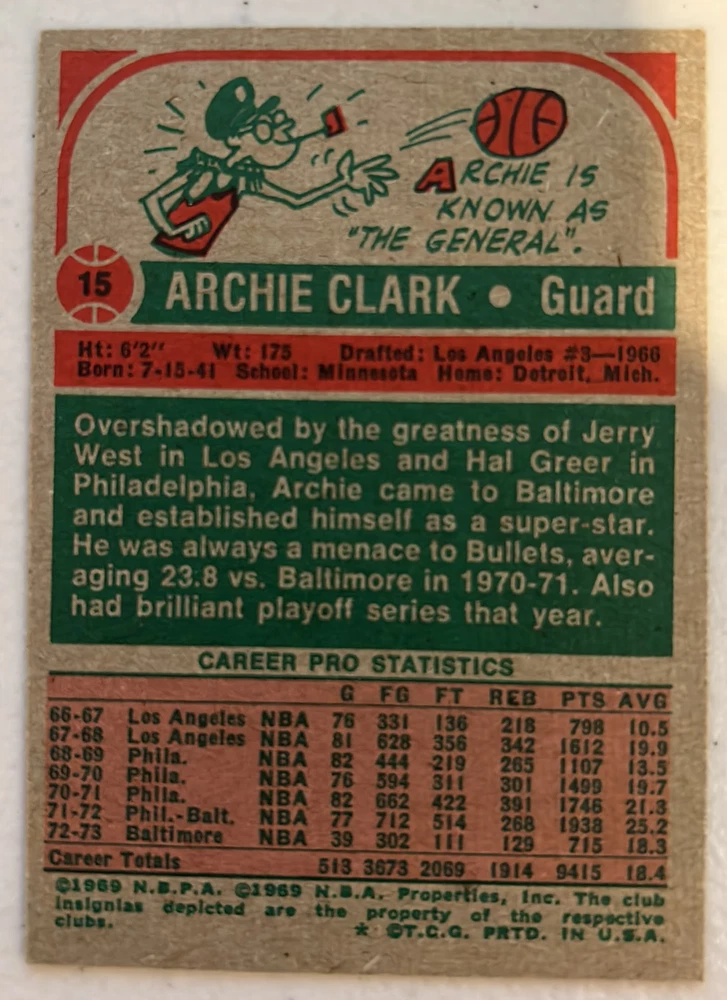 ARCHIE IS
KNOWN AS
"THE GENERAL".
15 ARCHIE CLARK • Guard
Ht: 6'2" Wt: 175 Drafted: Los Angeles #3—1966
Born: 7-15-41 School: Minnesota Home: Detroit, Mich.
Overshadowed by the greatness of Jerry
West in Los Angeles and Hal Greer in
Philadelphia, Archie came to Baltimore
and established himself as a super-star.
He was always a menace to Bullets, aver-
aging 23.8 vs. Baltimore in 1970-71. Also
had brilliant playoff series that year.
CAREER PRO STATISTICS
G FG FT REB PTS AVG
66-67 Los Angeles NBA 76 331 136 218 798 10.5
67-68 Los Angeles NBA 81 628 356 342 1612 19.9
68-69 Phila. NBA 82 444 219 265 1107 13.5
69-70 Phila. NBA 76 594 311 301 1499 19.7
70-71 Phila. NBA 82 662 422 391 1746 21.3
71-72 Phil.-Balt. NBA 77 712 514 268 1938 25.2
72-73 Baltimore NBA 39 302 111 129 715 18.3
Career Totals 513 3673 2069 1914 9415 18.4
©1969 N.B.P.A. ©1969 N.B.A. Properties, Inc. The club
insignias depicted are the property of the respective
clubs. * ©T.C.G. PRTD. IN U.S.A.